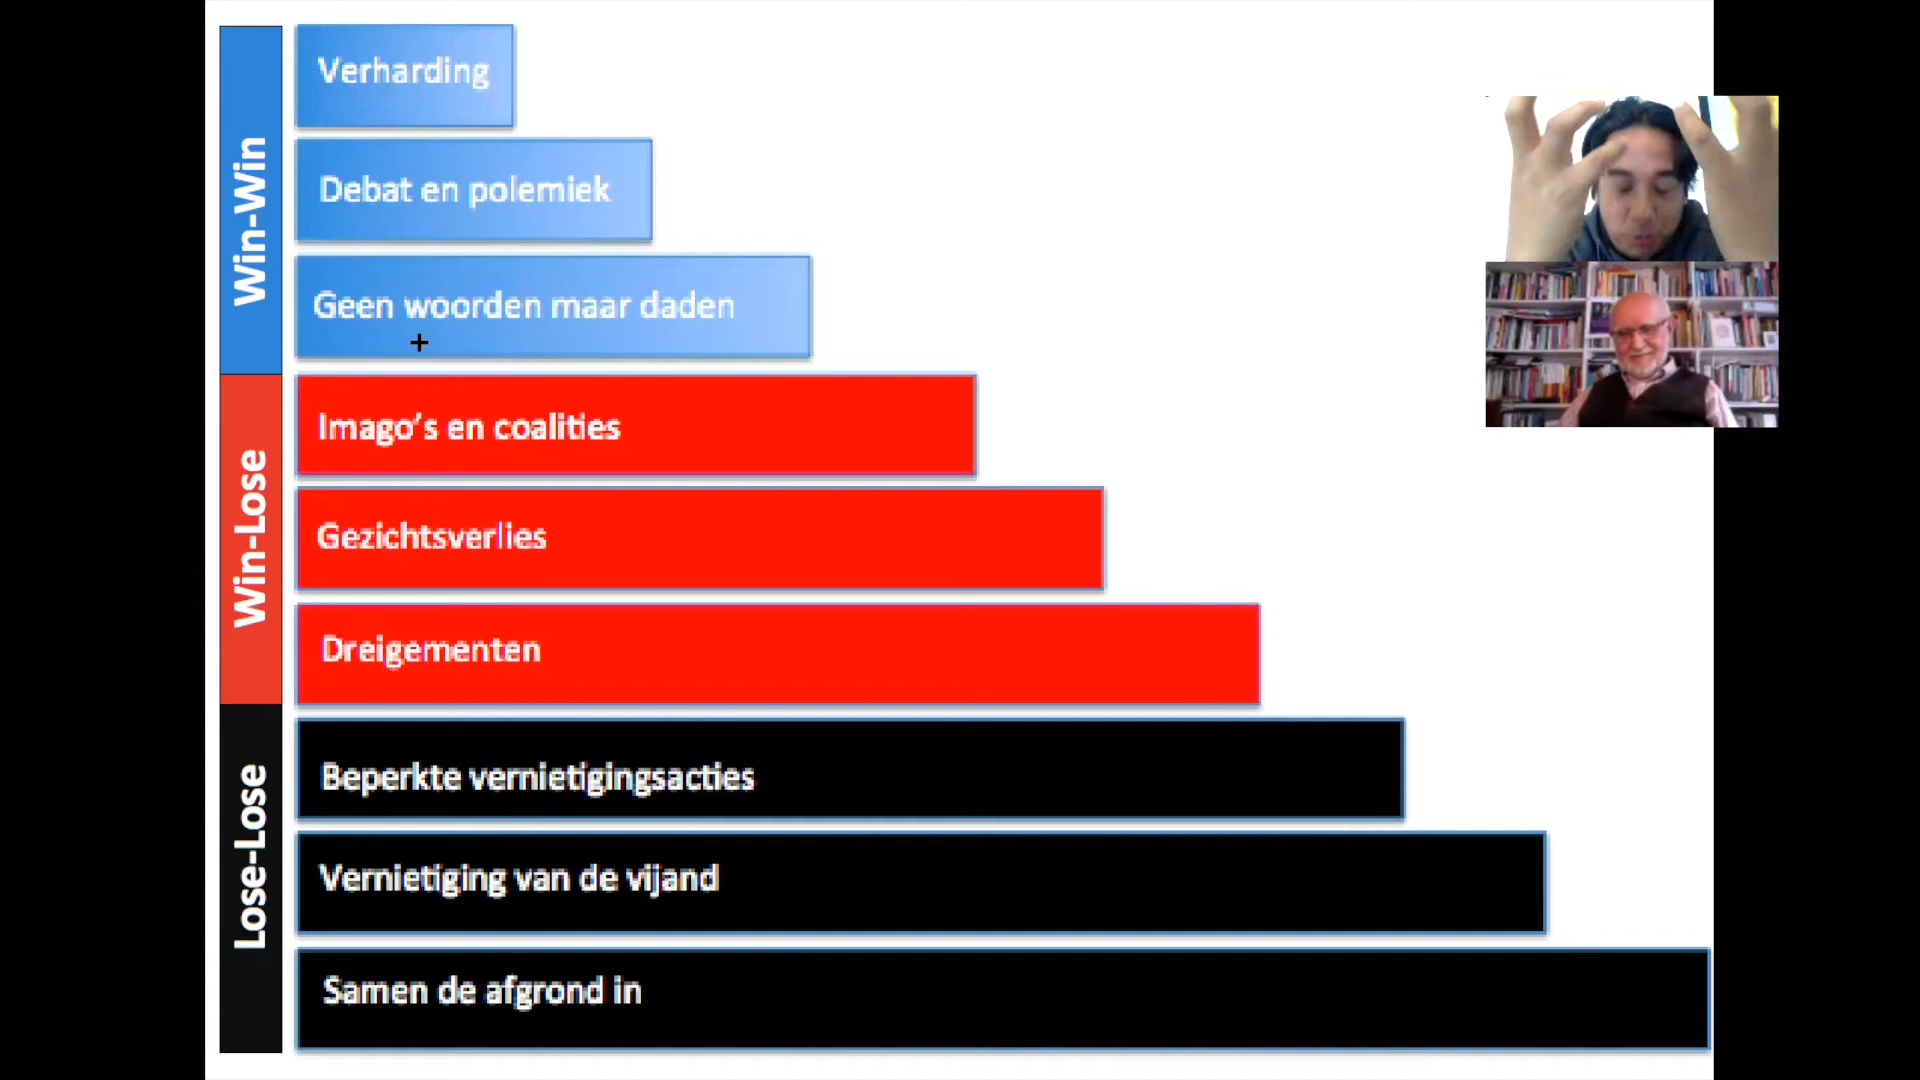 Win-Win
Verharding
Debat en polemiek
Geen woorden maar daden
Win-Lose
Imago's en coalities
Gezichtsverlies
Dreigementen
Lose-Lose
Beperkte vernietigingsacties
Vernietiging van de vijand
Samen de afgrond in